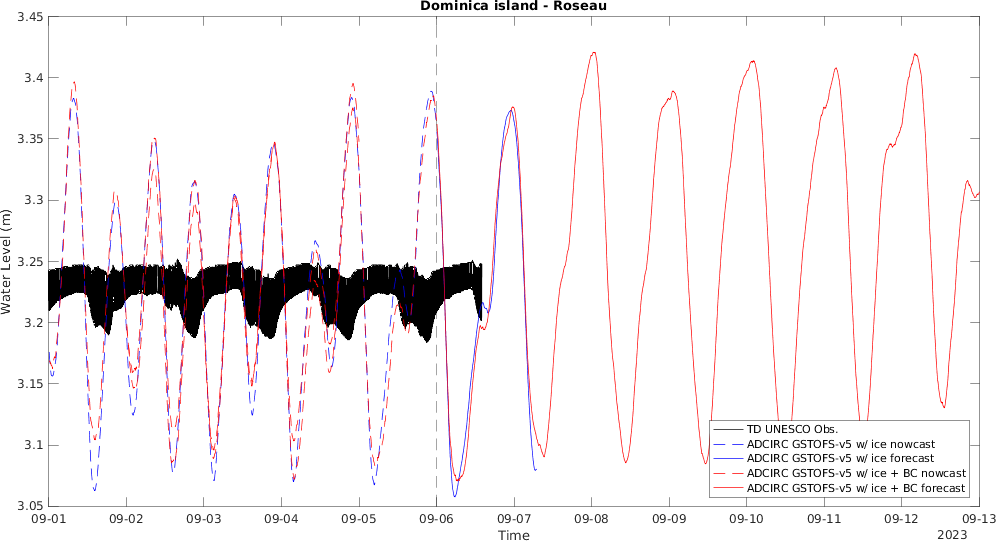 Dominica island - Roseau
3.45
3.4
3.35
3.3
3.25
3.2
3.15
3.1
3.05
Water Level (m)
TD UNESCO Obs.
ADCIRC GSTOFS-v5 w/ ice nowcast
ADCIRC GSTOFS-v5 w/ ice forecast
ADCIRC GSTOFS-v5 w/ ice + BC nowcast
ADCIRC GSTOFS-v5 w/ ice + BC forecast
09-01 09-02 09-03 09-04 09-05 09-06 09-07 09-08 09-09 09-10 09-11 09-12 09-13
Time
2023